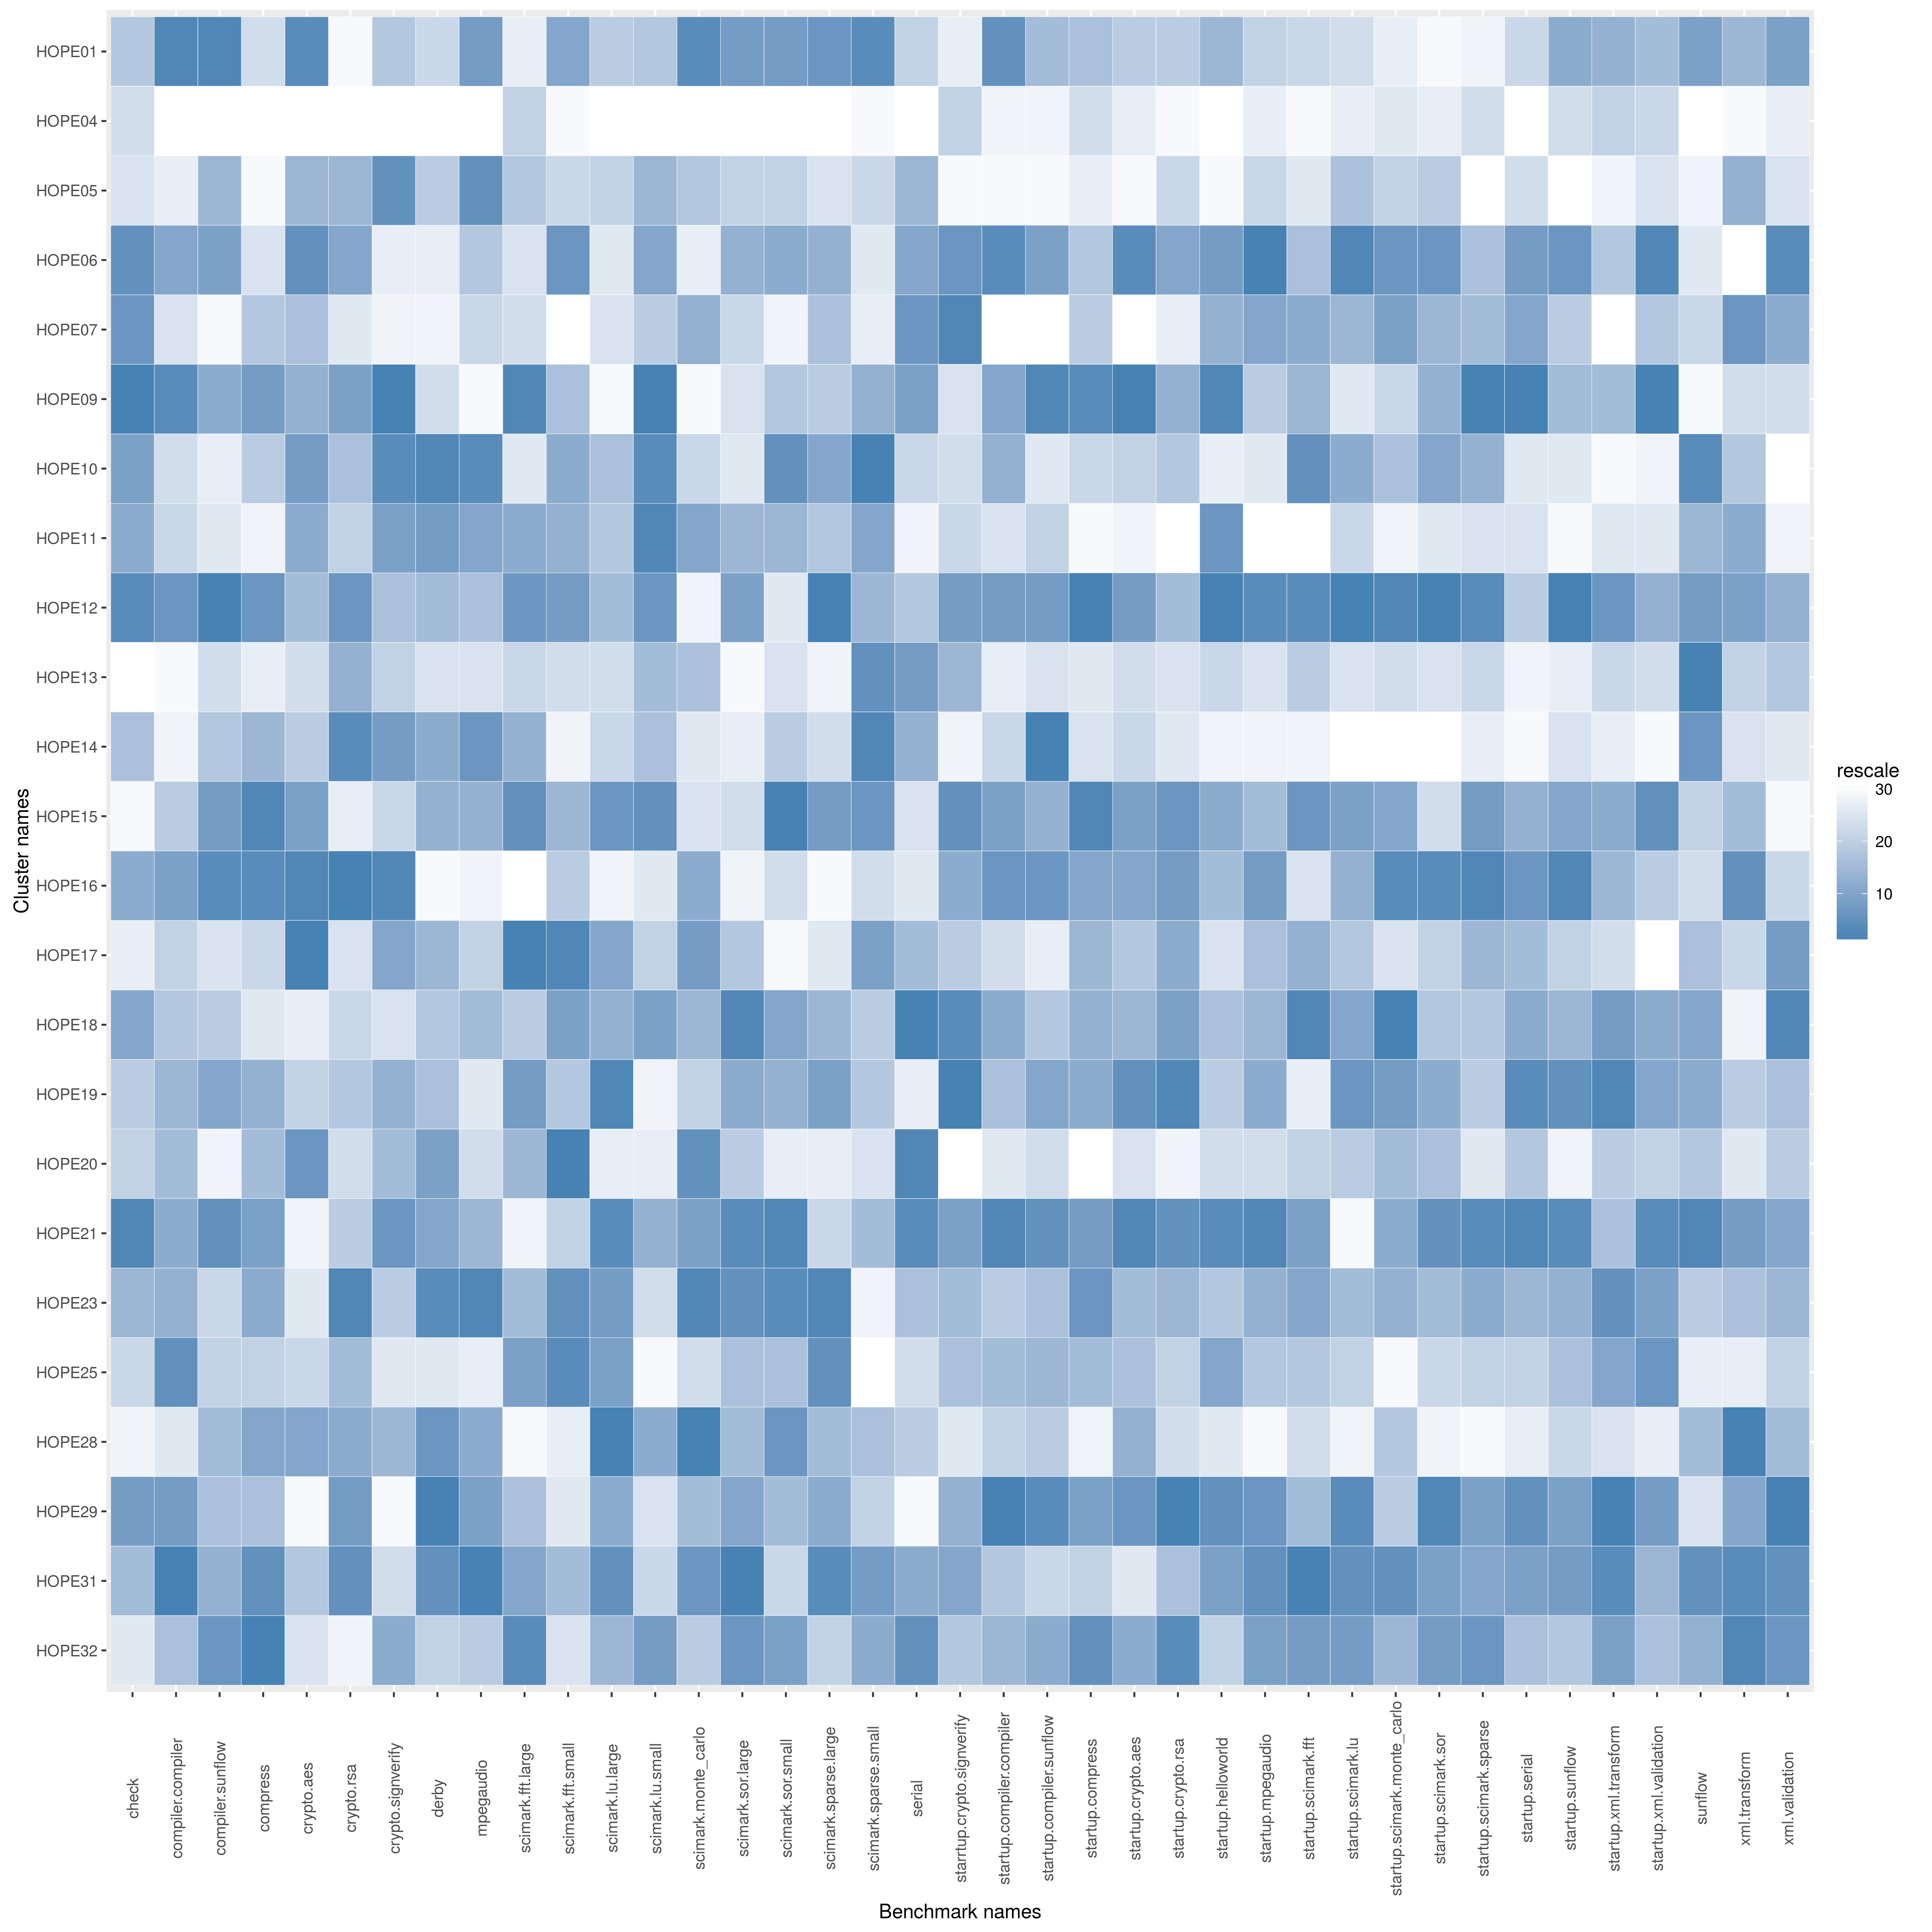 HOPE01
HOPE04
HOPE05
HOPE06
HOPE07
HOPE09
HOPE10
HOPE11
HOPE12
HOPE13
HOPE14
HOPE15
HOPE16
HOPE17
HOPE18
HOPE19
HOPE20
HOPE21
HOPE23
HOPE25
HOPE28
HOPE29
HOPE31
HOPE32
Cluster names
check
compiler.compiler
compiler.sunflow
compress
crypto.aes
crypto.rsa
crypto.signverify
derby
mpegaudio
scimark.fft.large
scimark.fft.small
scimark.lu.large
scimark.lu.small
scimark.monte_carlo
scimark.sor.large
scimark.sor.small
scimark.sparse.large
scimark.sparse.small
serial
starrtup.crypto.signverify
startup.compiler.compiler
startup.compiler.sunflow
startup.compress
startup.crypto.aes
startup.crypto.rsa
startup.helloworld
startup.mpegaudio
startup.scimark.fft
startup.scimark.lu
startup.scimark.monte_carlo
startup.scimark.sor
startup.scimark.sparse
startup.serial
startup.sunflow
startup.xml.transform
startup.xml.validation
sunflow
xml.transform
xml.validation
Benchmark names
rescale
30
20
10